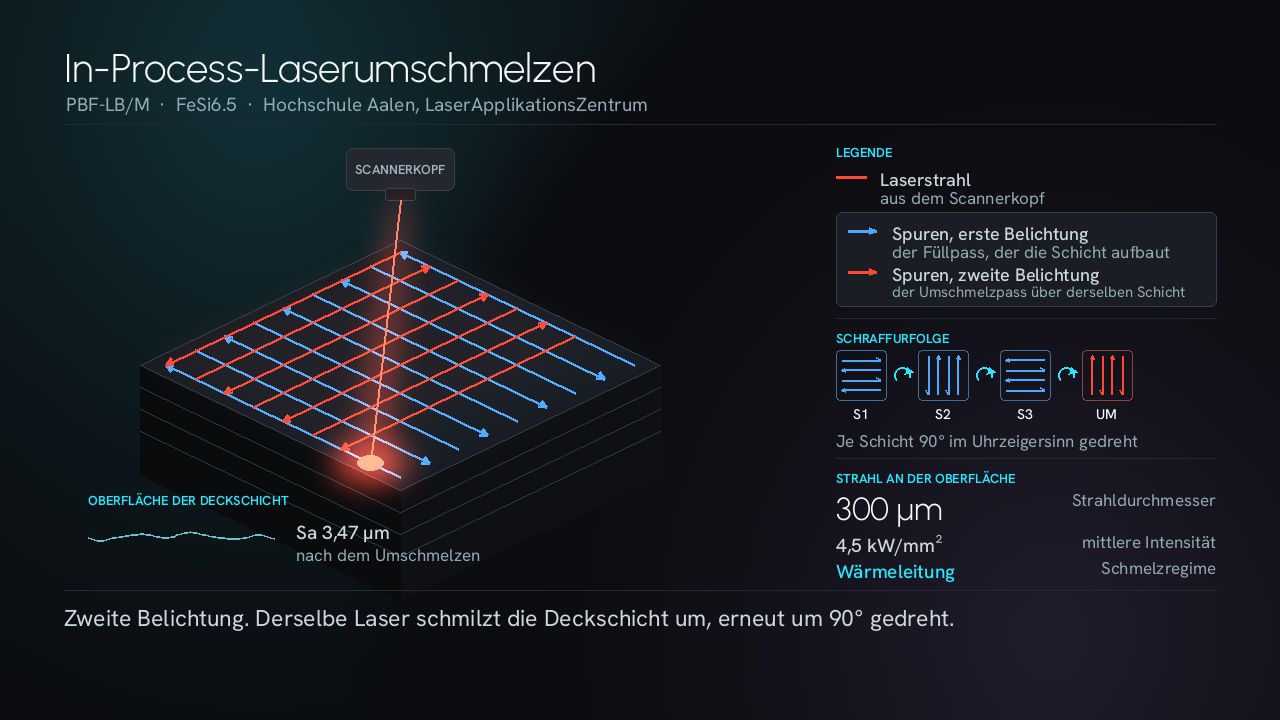 In-Process-Laserumschmelzen
PBF-LB/M · FeSi6.5 · Hochschule Aalen, LaserApplikationsZentrum
SCANNERKOPF
OBERFLÄCHE DER DECKSCHICHT
Sa 3,47 µm
nach dem Umschmelzen
LEGENDE
Laserstrahl
aus dem Scannerkopf
Spuren, erste Belichtung
der Füllpass, der die Schicht aufbaut
Spuren, zweite Belichtung
der Umschmelzpass über derselben Schicht
SCHRAFFURFOLGE
S1 S2 S3 UM
Je Schicht 90° im Uhrzeigersinn gedreht
STRAHL AN DER OBERFLÄCHE
300 µm Strahldurchmesser
4,5 kW/mm² mittlere Intensität
Wärmeleitung Schmelzregime
Zweite Belichtung. Derselbe Laser schmilzt die Deckschicht um, erneut um 90° gedreht.